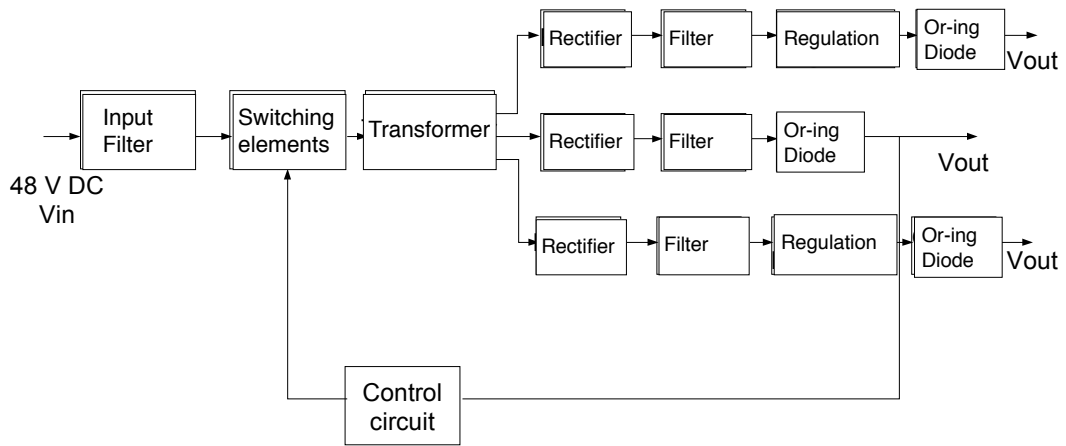 Rectifier
Filter
Regulation
Or-ing
Diode
Vout
Input
Filter
Switching
elements
Transformer
Rectifier
Filter
Or-ing
Diode
Vout
48 V DC
Vin
Rectifier
Filter
Regulation
Or-ing
Diode
Vout
Control
circuit